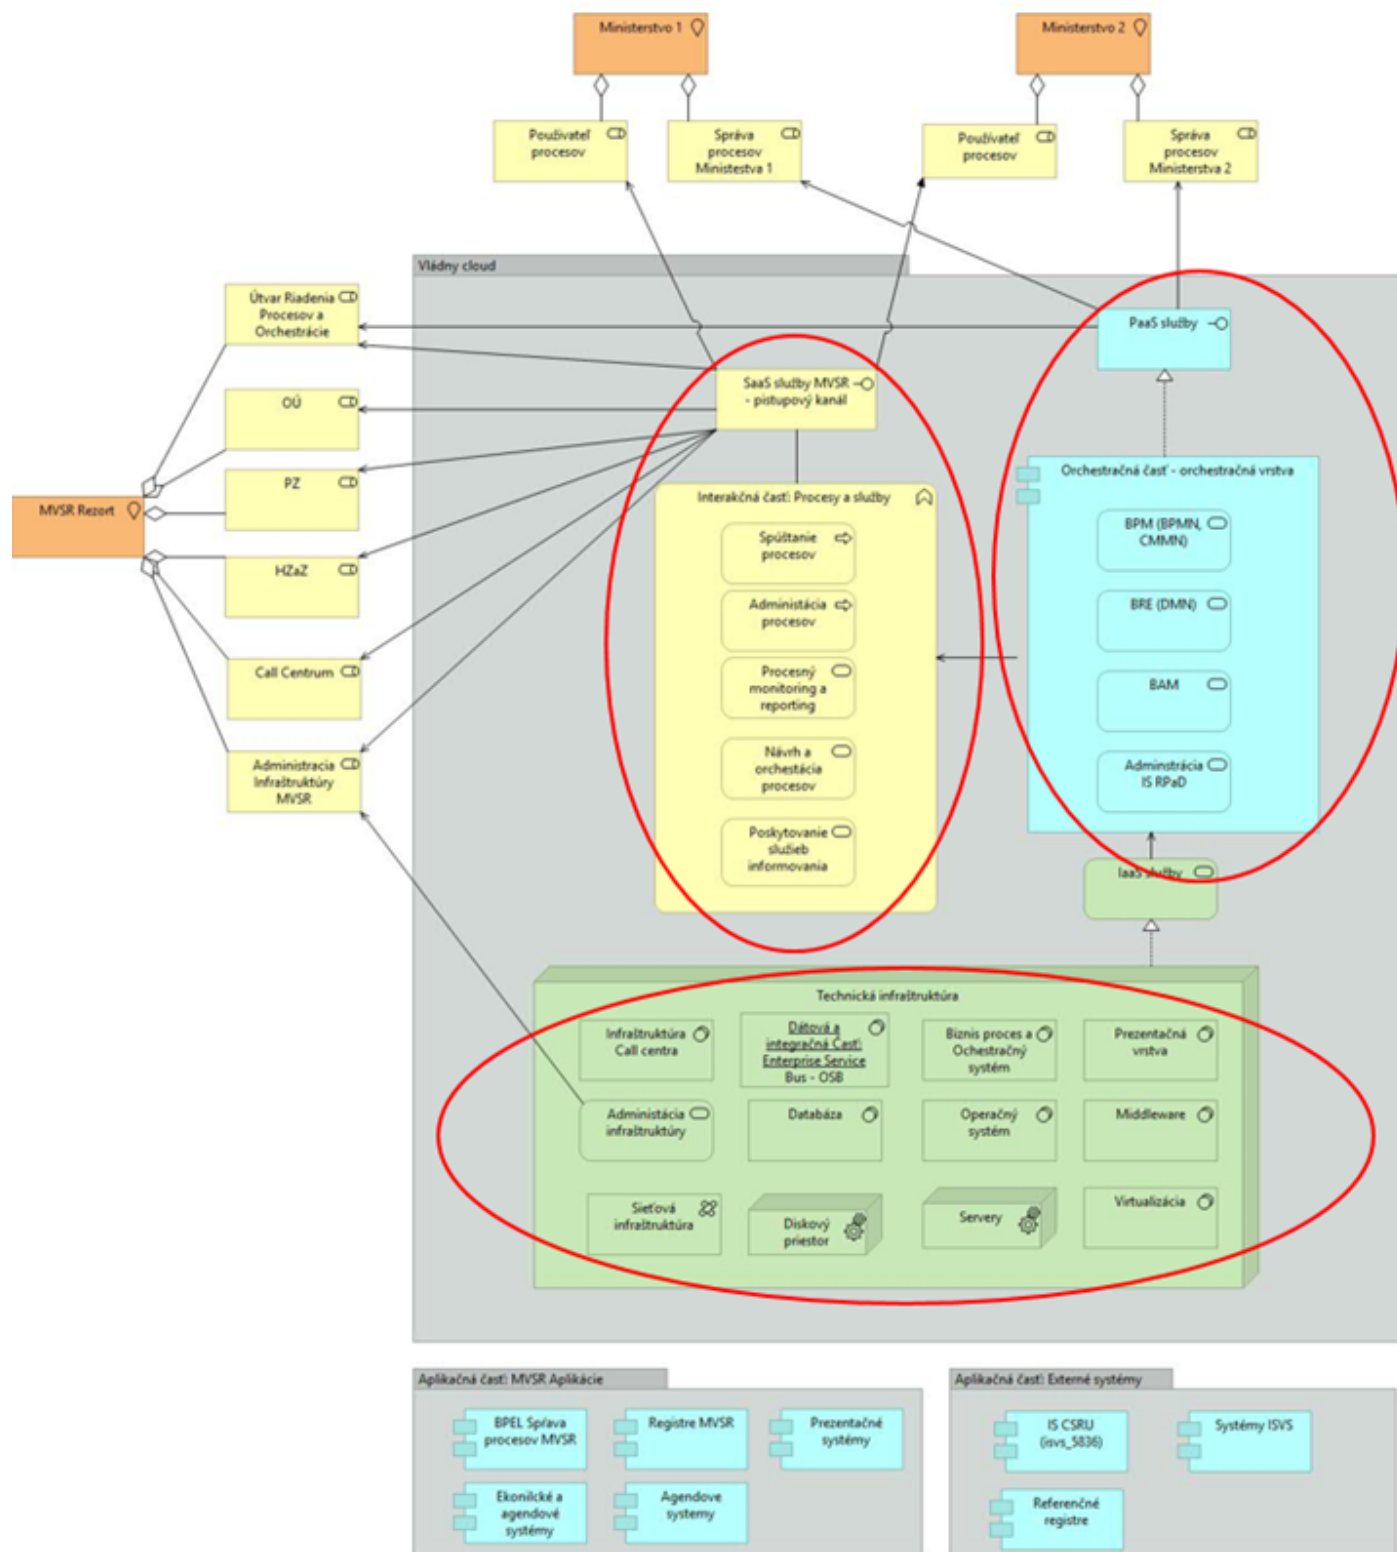 Ministerstvo 1
Ministerstvo 2
Používateľ
procesov
Správa
procesov
Ministestva 1
Používateľ
procesov
Správa
procesov
Ministerstva 2
Vládny cloud
Útvar Riadenia
Procesov a
Orchestrácie
OÚ
PZ
MVSR Rezort
HZaZ
Call Centrum
Administracia
Infraštruktúry
MVSR
PaaS služby
SaaS služby MVSR
- pistupový kanál
Interakčná časť: Procesy a služby
Spúštanie
procesov
Administácia
procesov
Procesný
monitoring a
reporting
Návrh a
orchestácia
procesov
Poskytovanie
služieb
informovania
Orchestračná časť - orchestračná vrstva
BPM (BPMN,
CMMN)
BRE (DMN)
BAM
Adminstrácia
IS RPaD
IaaS služby
Technická infraštruktúra
Infraštruktúra
Call centra
Dátová a
integračná Časť:
Enterprise Service
Bus - OSB
Biznis proces a
Ochestračný
systém
Prezentačná
vrstva
Administácia
infraštruktúry
Databáza
Operačný
systém
Middleware
Sieťová
infraštruktúra
Diskový
priestor
Servery
Virtualizácia
Aplikačná časť: MVSR Aplikácie
BPEL Správa
procesov MVSR
Registre MVSR
Prezentačné
systémy
Ekonilcké a
agendové
systémy
Agendove
systemy
Aplikačná časť: Externé systémy
IS CSRU
(isvs_5836)
Systémy ISVS
Referenčné
registre